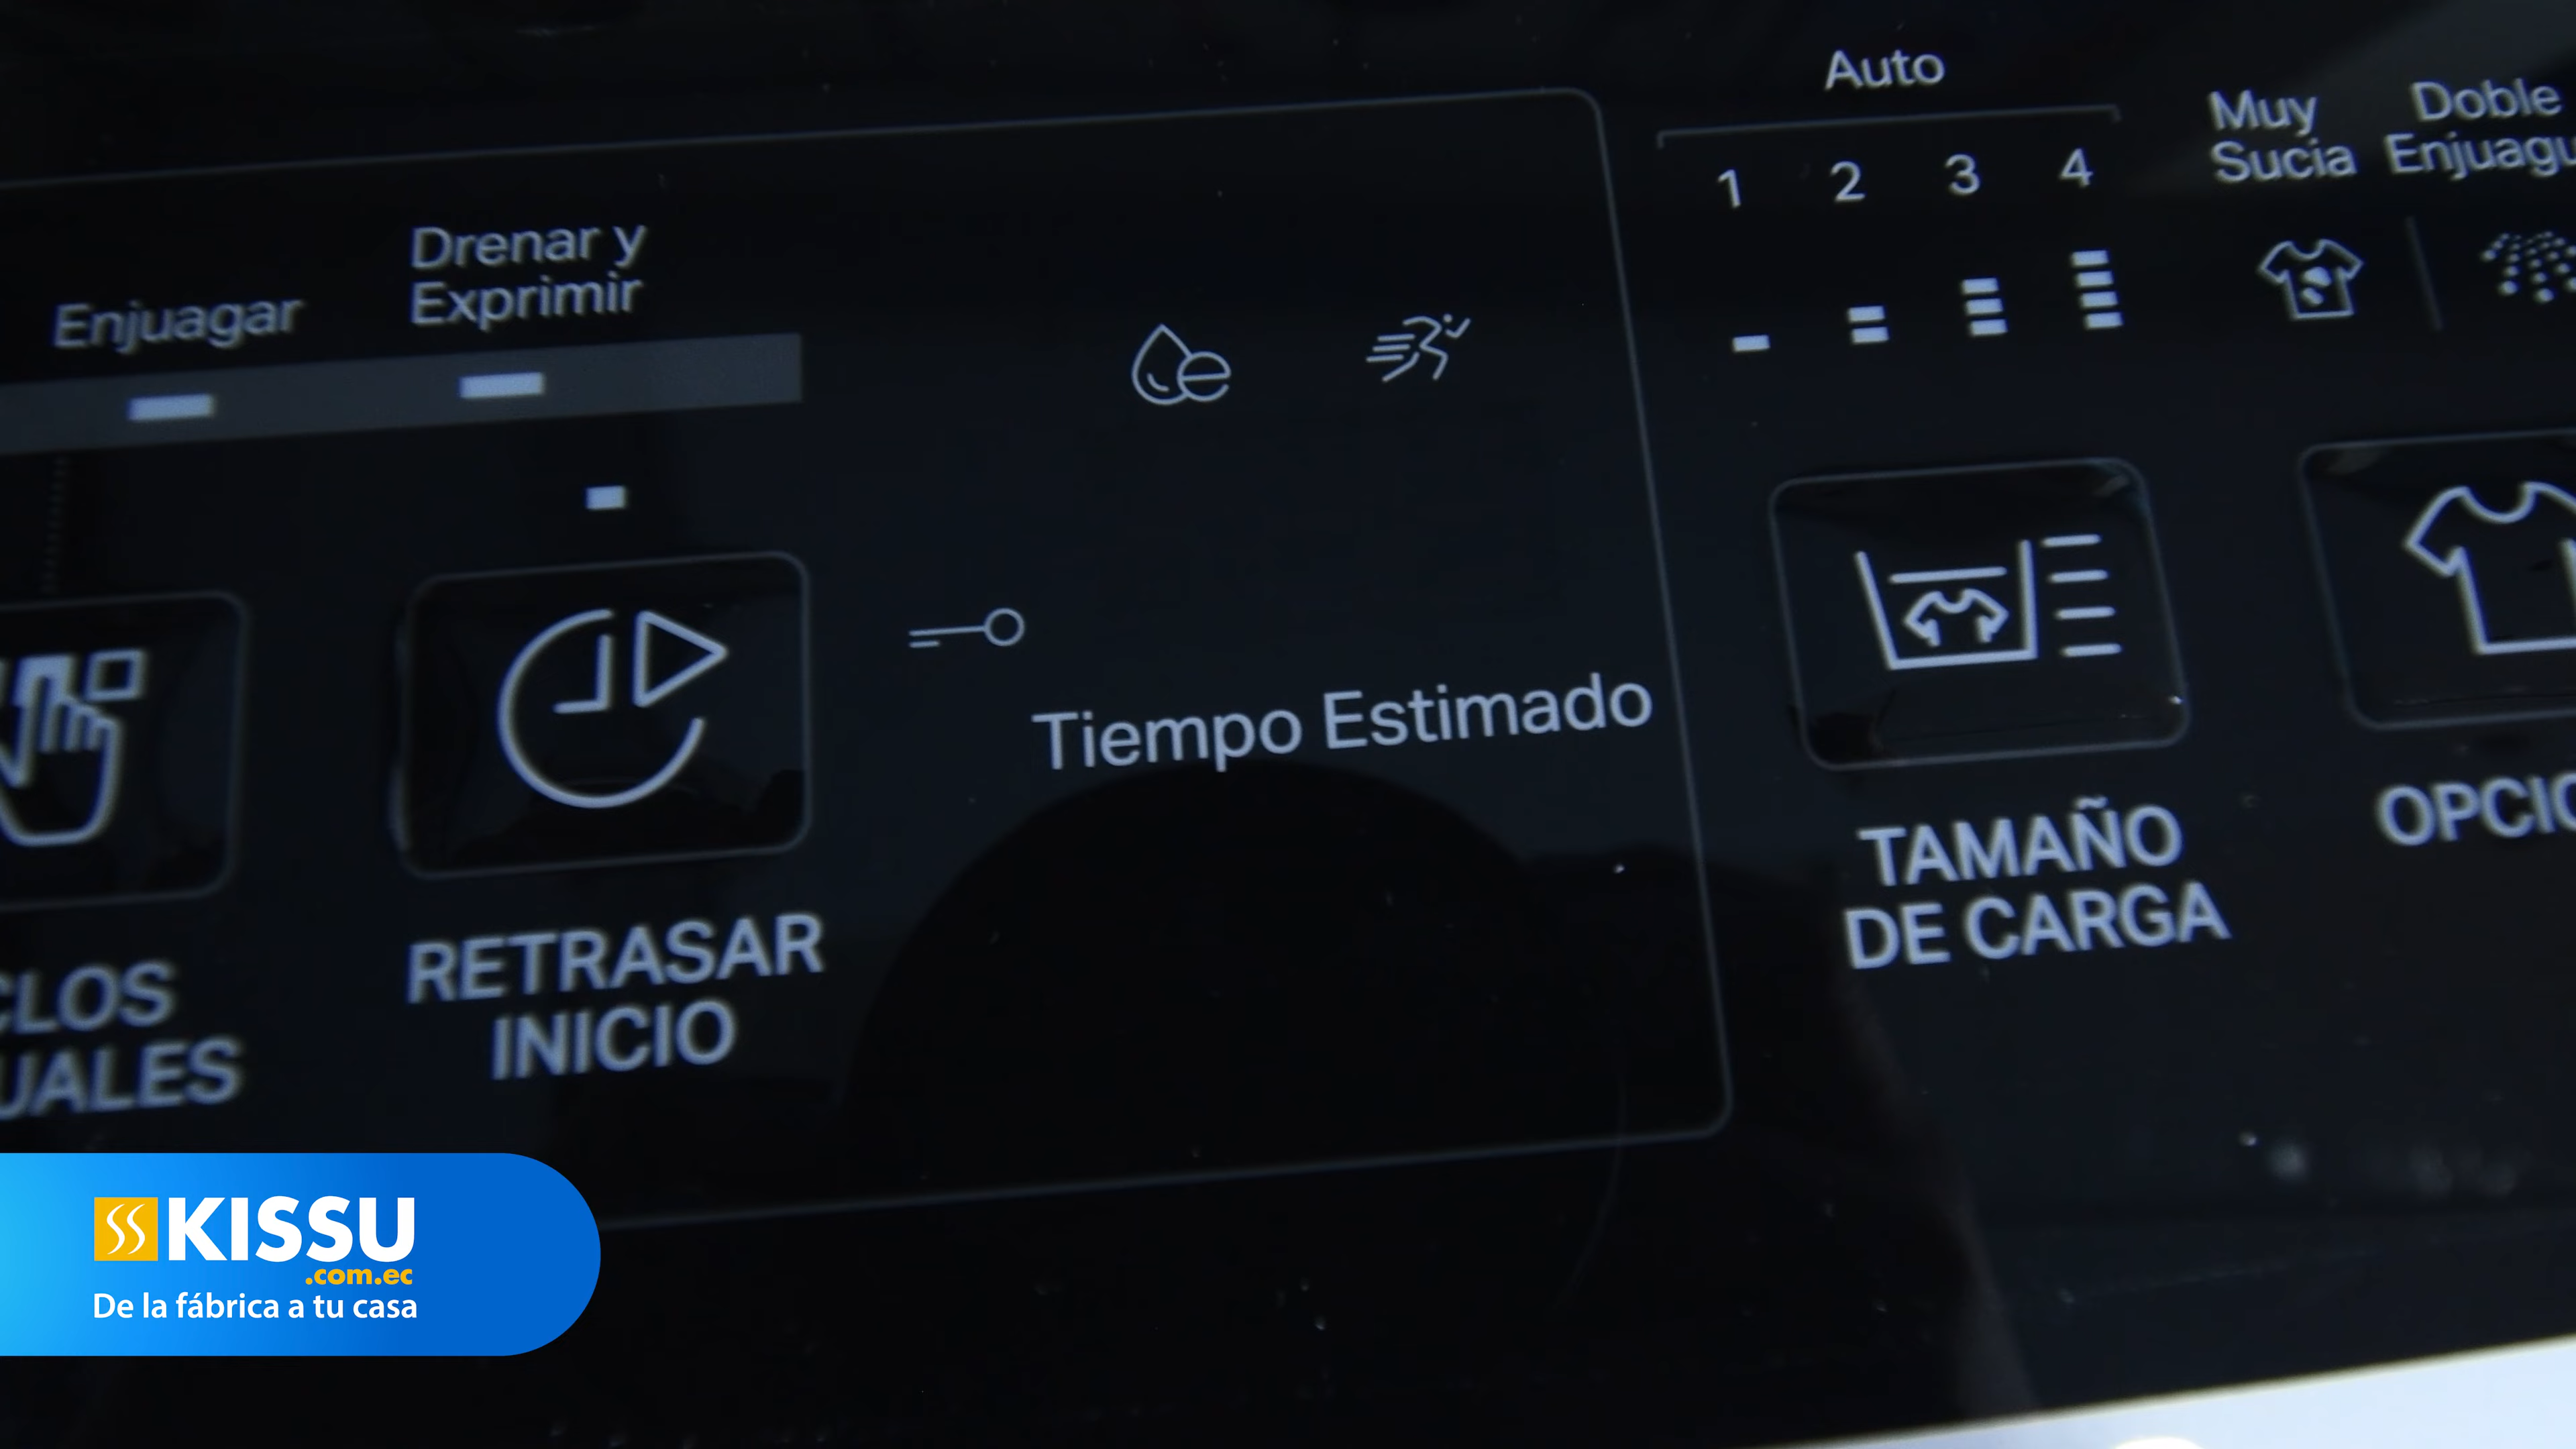 Auto
1 2 3 4
Muy
Sucia
Doble
Enjuagu
Enjuagar
Drenar y
Exprimir
Tiempo Estimado
CLOS
UALES
RETRASAR
INICIO
TAMAÑO
DE CARGA
OPCIO
KISSU
.com.ec
De la fábrica a tu casa